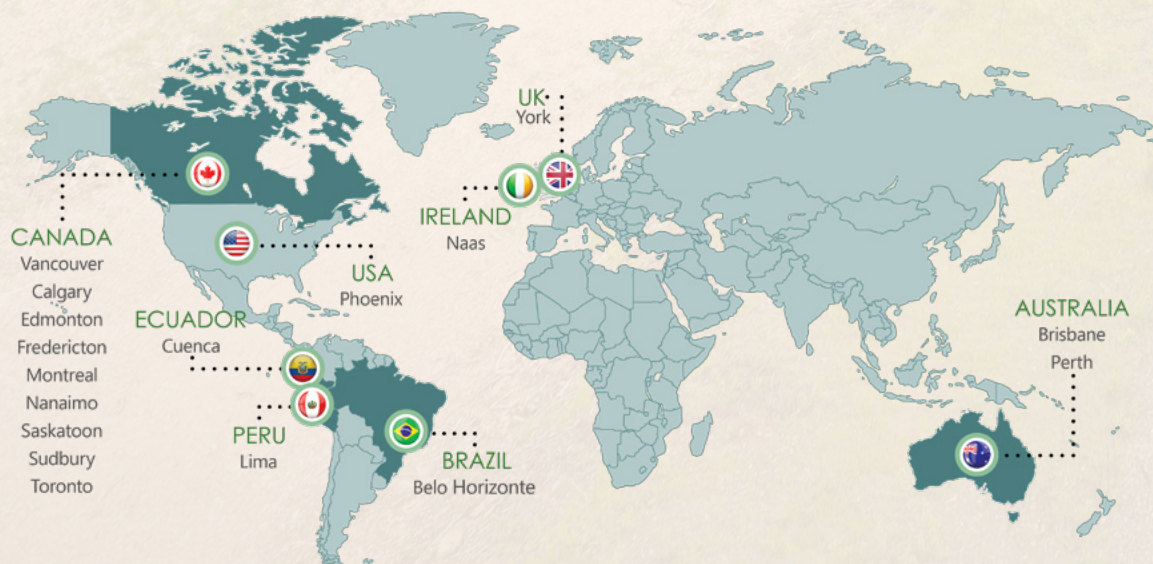 UK
York
IRELAND
Naas
CANADA
Vancouver
Calgary
Edmonton
Fredericton
Montreal
Nanaimo
Saskatoon
Sudbury
Toronto
USA
Phoenix
ECUADOR
Cuenca
PERU
Lima
BRAZIL
Belo Horizonte
AUSTRALIA
Brisbane
Perth